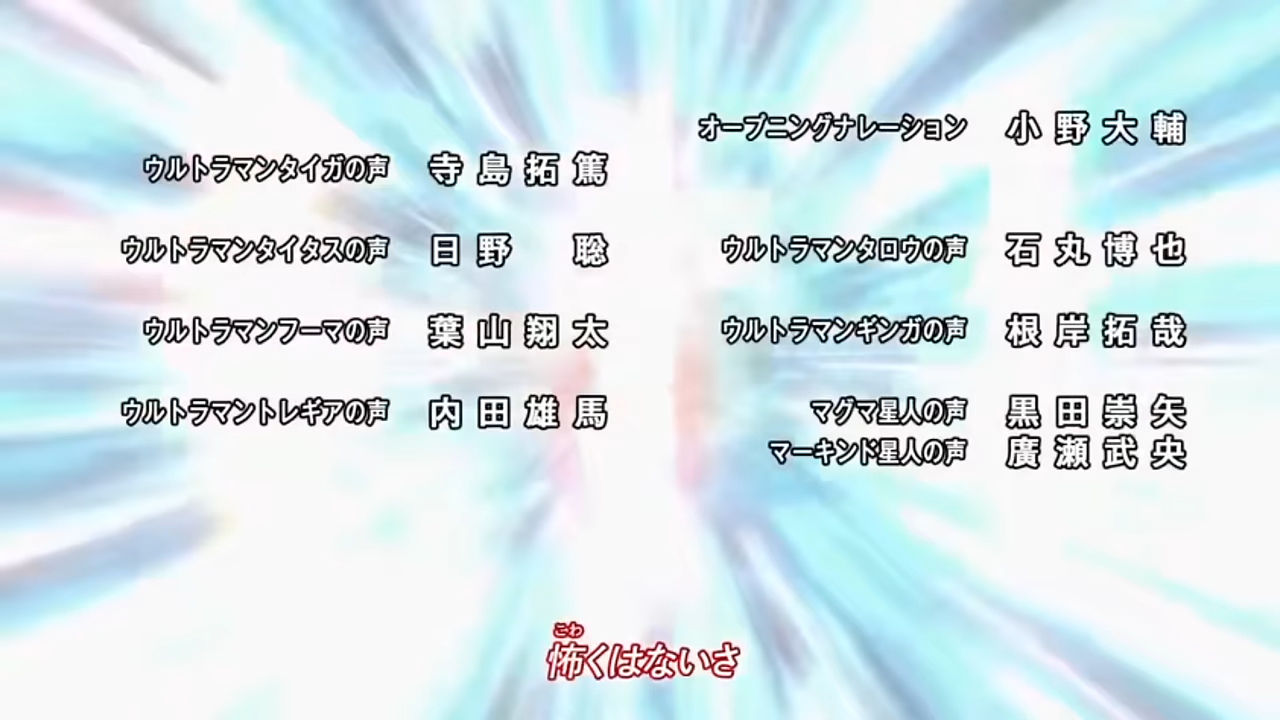 ウルトラマンタイガの声 寺島拓篤
ウルトラマンタイタスの声 日野 聡
ウルトラマンフーマの声 葉山翔太
ウルトラマントレギアの声 内田雄馬
オープニングナレーション 小野大輔
ウルトラマンタロウの声 石丸博也
ウルトラマンギンガの声 根岸拓哉
マグマ星人の声 黒田崇矢
マーキンド星人の声 廣瀬武央
こわ
怖くはないさ